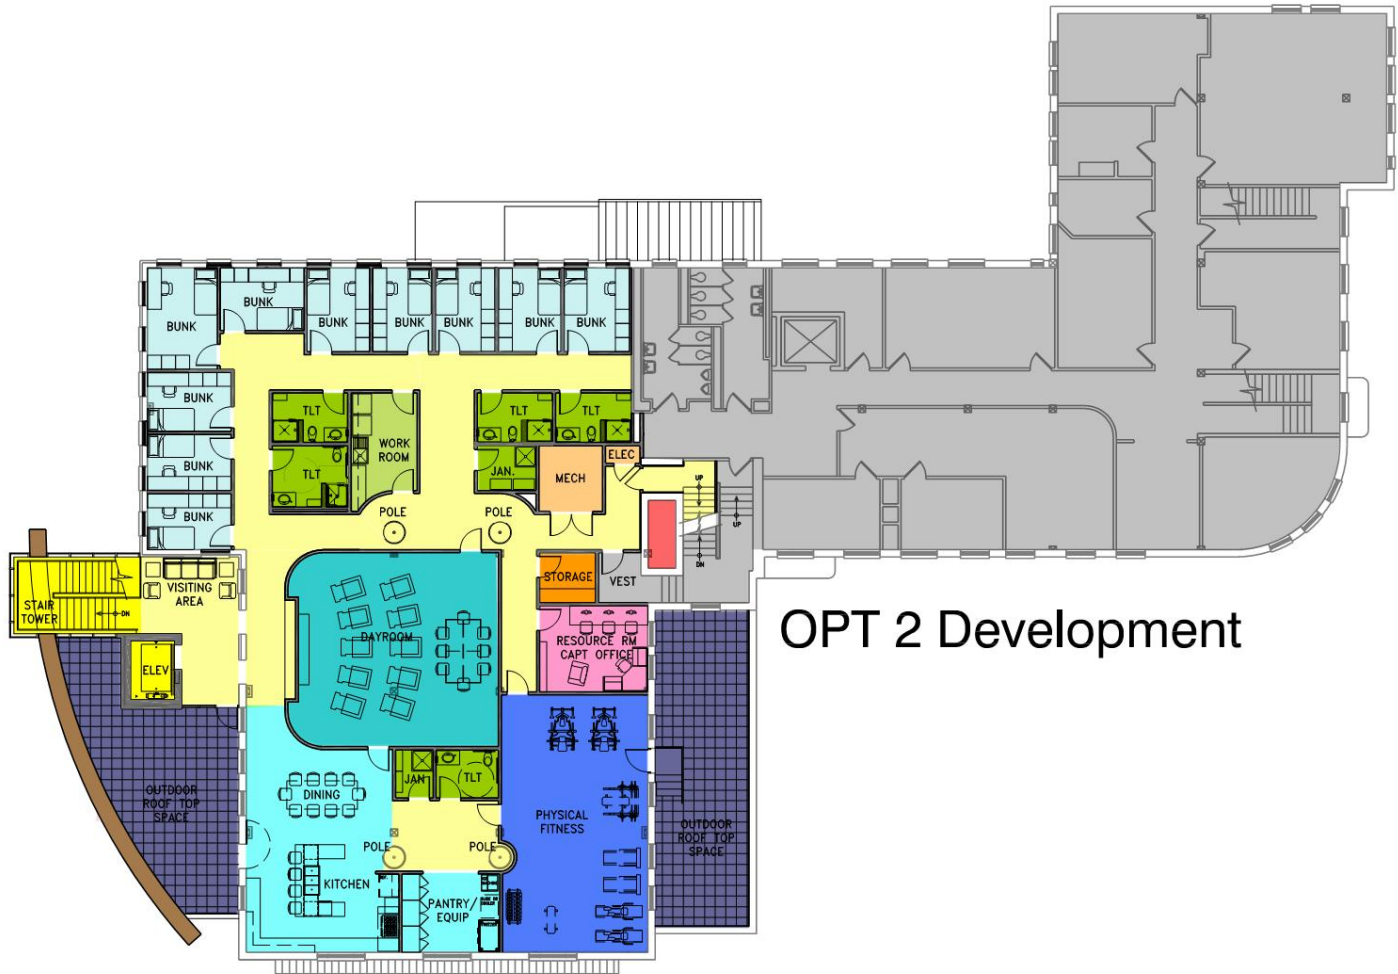 BUNK
BUNK
BUNK
BUNK
BUNK
BUNK
BUNK
BUNK
BUNK
BUNK
TLT
WORK
ROOM
TLT
TLT
TLT
JAN.
MECH
ELEC
UP
UP
DN
POLE
POLE
STORAGE
VEST
STAIR
TOWER
DN
VISITING
AREA
ELEV
DAYROOM
RESOURCE RM
CAPT OFFICE
OPT 2 Development
OUTDOOR
ROOF TOP
SPACE
DINING
JAN
TLT
POLE
POLE
PHYSICAL
FITNESS
OUTDOOR
ROOF TOP
SPACE
KITCHEN
PANTRY/
EQUIP